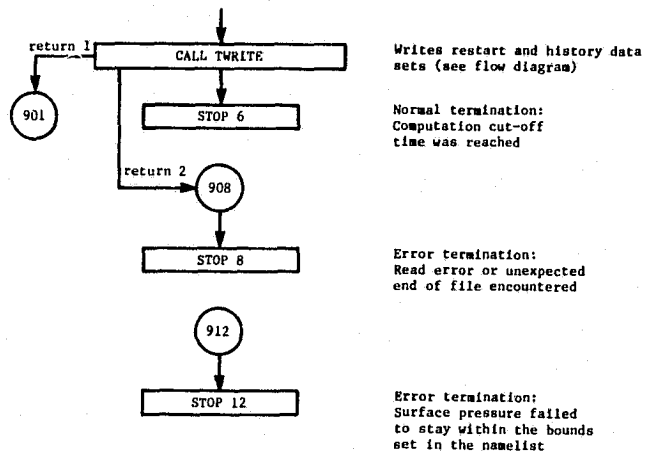 return 1
CALL TWRITE
Writes restart and history data
sets (see flow diagram)
901
STOP 6
Normal termination:
Computation cut-off
time was reached
return 2
908
STOP 8
Error termination:
Read error or unexpected
end of file encountered
912
STOP 12
Error termination:
Surface pressure failed
to stay within the bounds
set in the namelist